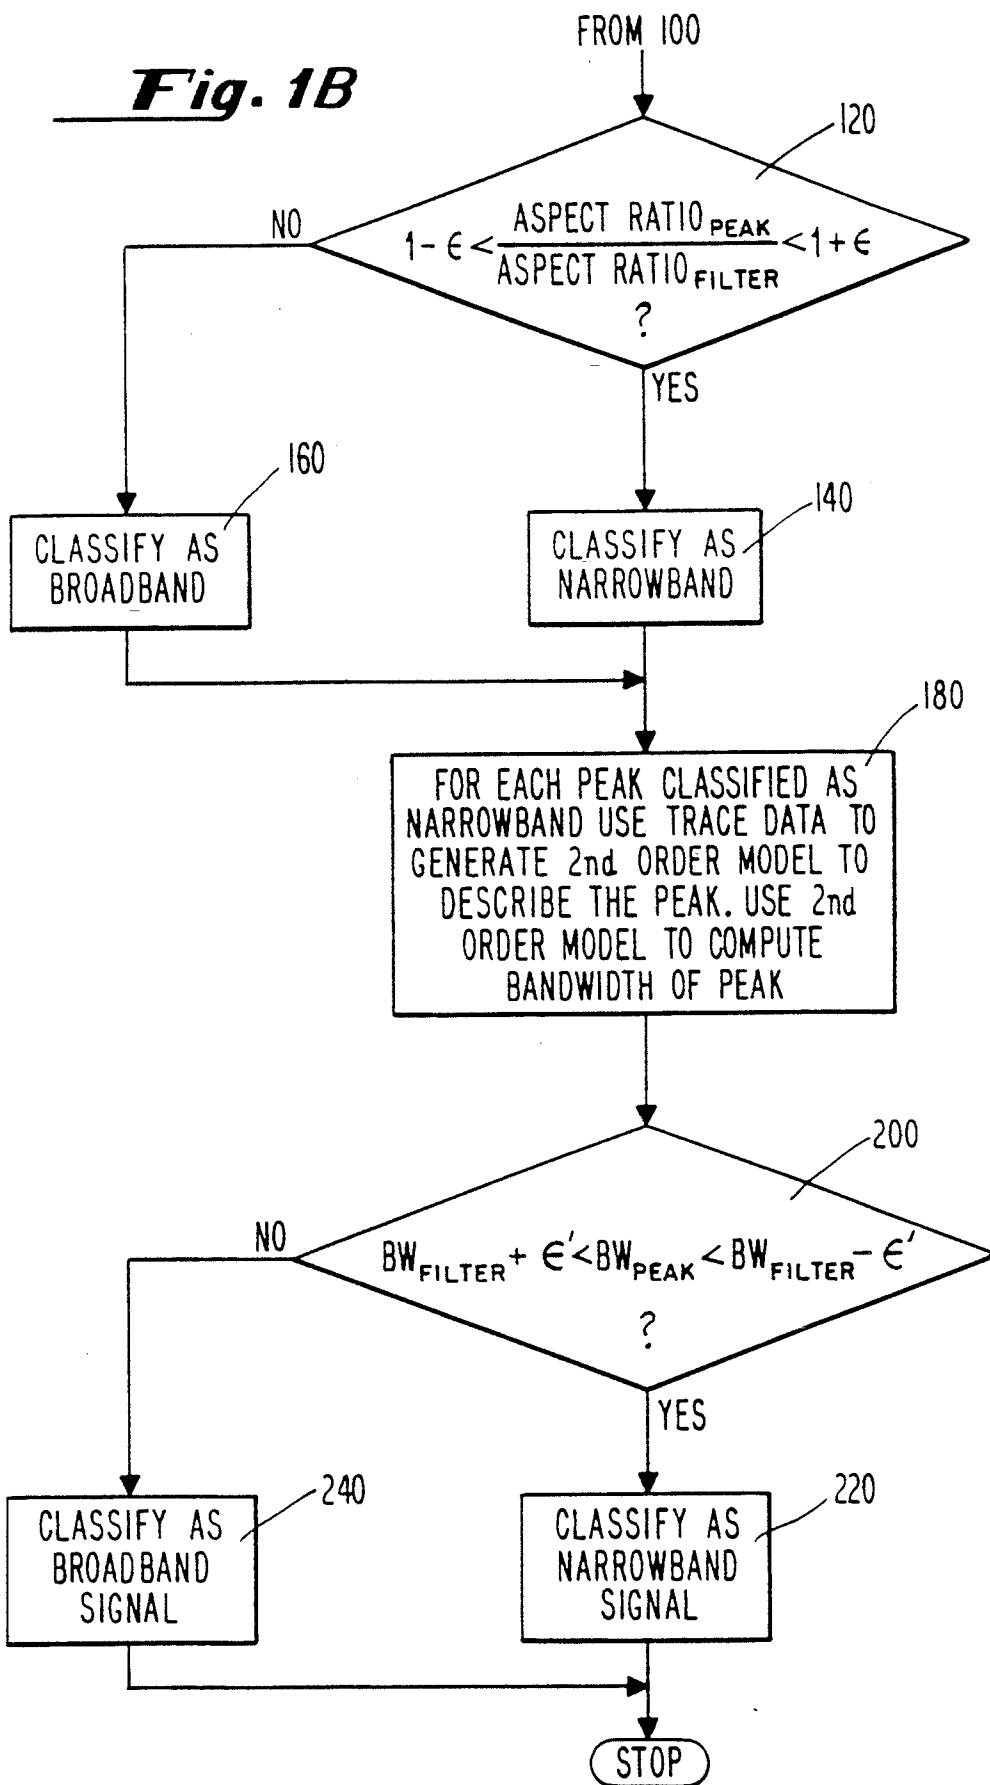 FROM 100
Fig. 1B
120
NO
1 - ϵ < ASPECT RATIO PEAK / ASPECT RATIO FILTER < 1 + ϵ
?
YES
160
140
CLASSIFY AS
BROADBAND
CLASSIFY AS
NARROWBAND
180
FOR EACH PEAK CLASSIFIED AS
NARROWBAND USE TRACE DATA TO
GENERATE 2nd ORDER MODEL TO
DESCRIBE THE PEAK. USE 2nd
ORDER MODEL TO COMPUTE
BANDWIDTH OF PEAK
200
NO
BW FILTER + ϵ' < BW PEAK < BW FILTER - ϵ'
?
YES
240
220
CLASSIFY AS
BROADBAND
SIGNAL
CLASSIFY AS
NARROWBAND
SIGNAL
STOP